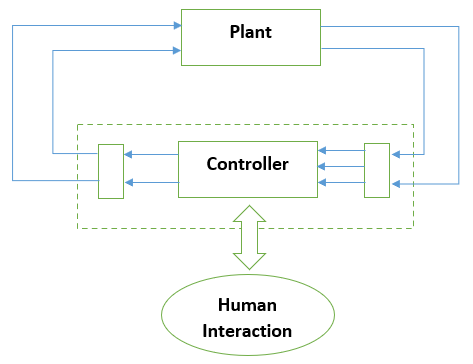 Plant
Controller
Human
Interaction